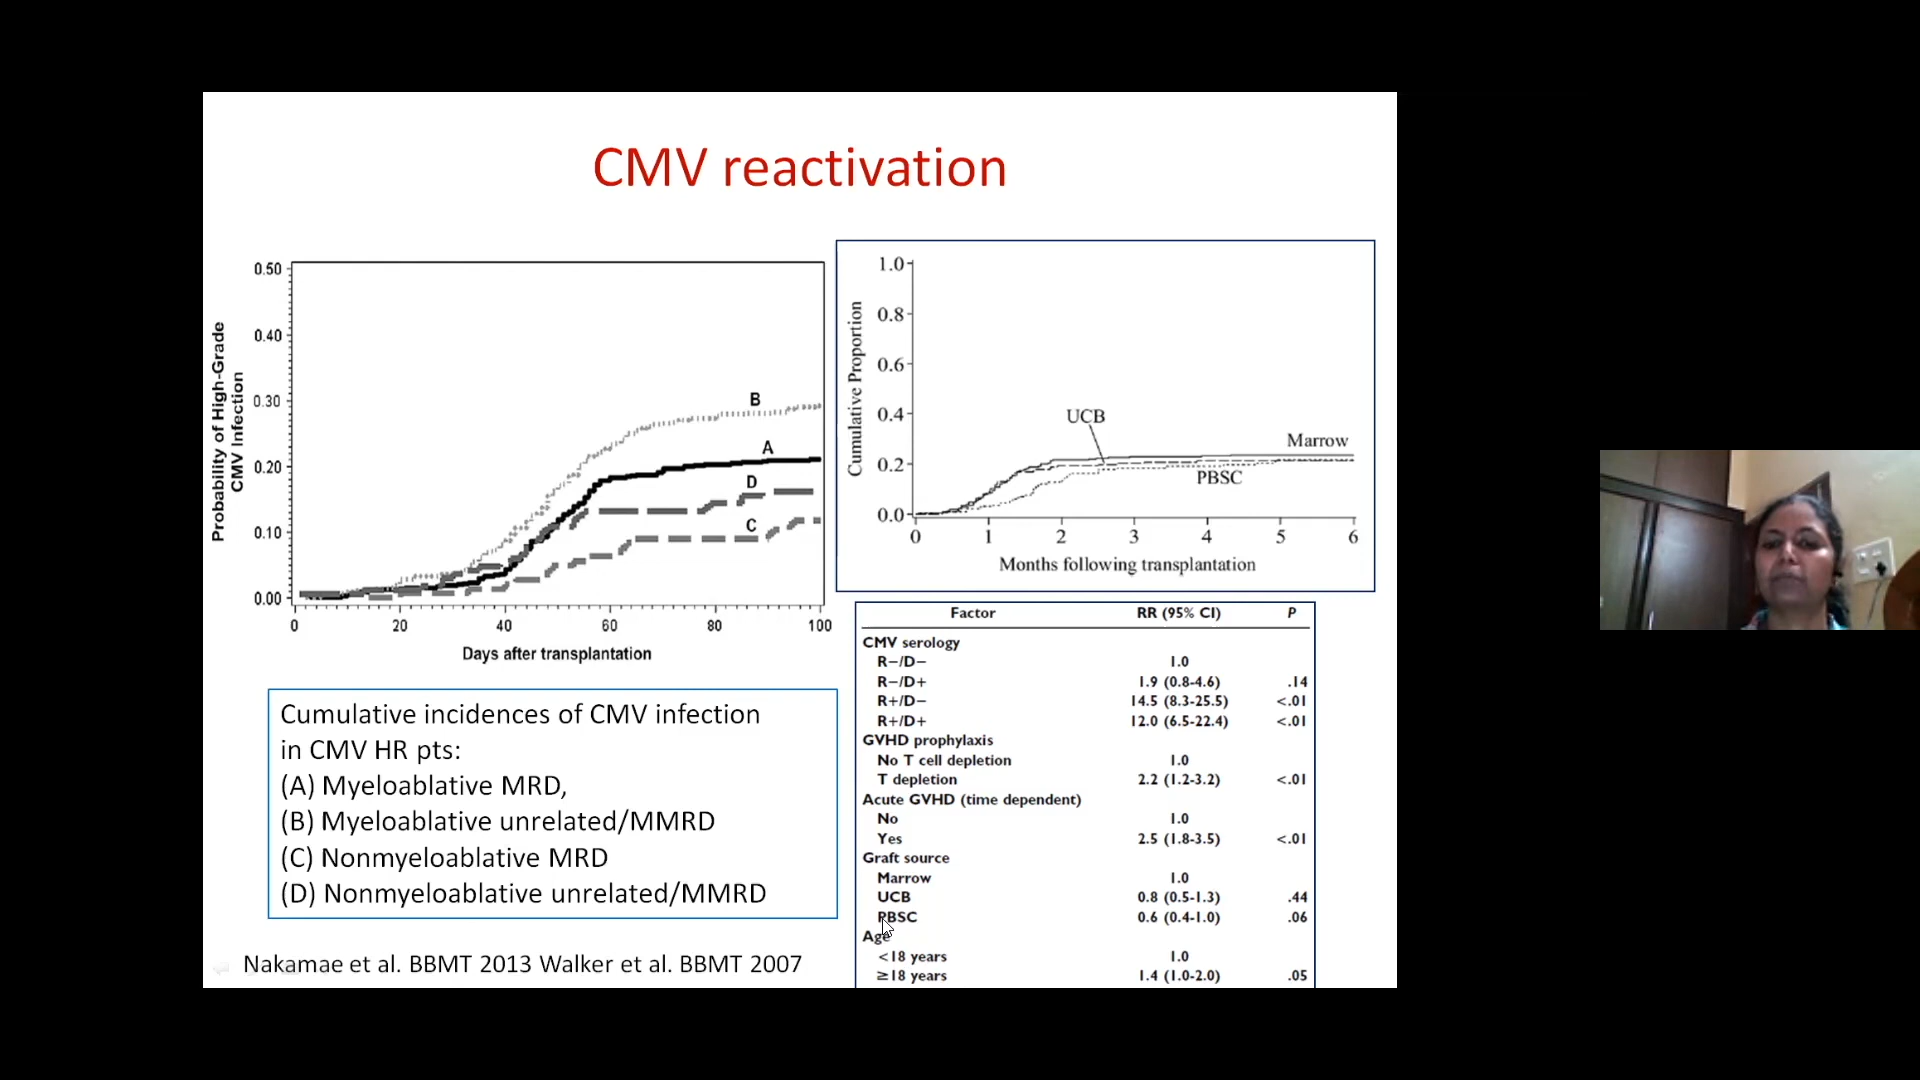 CMV reactivation
Probability of High-Grade
CMV Infection
0.50
0.40
0.30
0.20
0.10
0.00
B
A
D
C
0 20 40 60 80 100
Days after transplantation
Cumulative Proportion
1.0
0.8
0.6
0.4
0.2
0.0
UCB
Marrow
PBSC
0 1 2 3 4 5 6
Months following transplantation
Cumulative incidences of CMV infection
in CMV HR pts:
(A) Myeloablative MRD,
(B) Myeloablative unrelated/MMRD
(C) Nonmyeloablative MRD
(D) Nonmyeloablative unrelated/MMRD
Factor RR (95% CI) P
CMV serology
R−/D− 1.0
R−/D+ 1.9 (0.8-4.6) .14
R+/D− 14.5 (8.3-25.5) <.01
R+/D+ 12.0 (6.5-22.4) <.01
GVHD prophylaxis
No T cell depletion 1.0
T depletion 2.2 (1.2-3.2) <.01
Acute GVHD (time dependent)
No 1.0
Yes 2.5 (1.8-3.5) <.01
Graft source
Marrow 1.0
UCB 0.8 (0.5-1.3) .44
PBSC 0.6 (0.4-1.0) .06
Age
<18 years 1.0
≥18 years 1.4 (1.0-2.0) .05
Nakamae et al. BBMT 2013 Walker et al. BBMT 2007